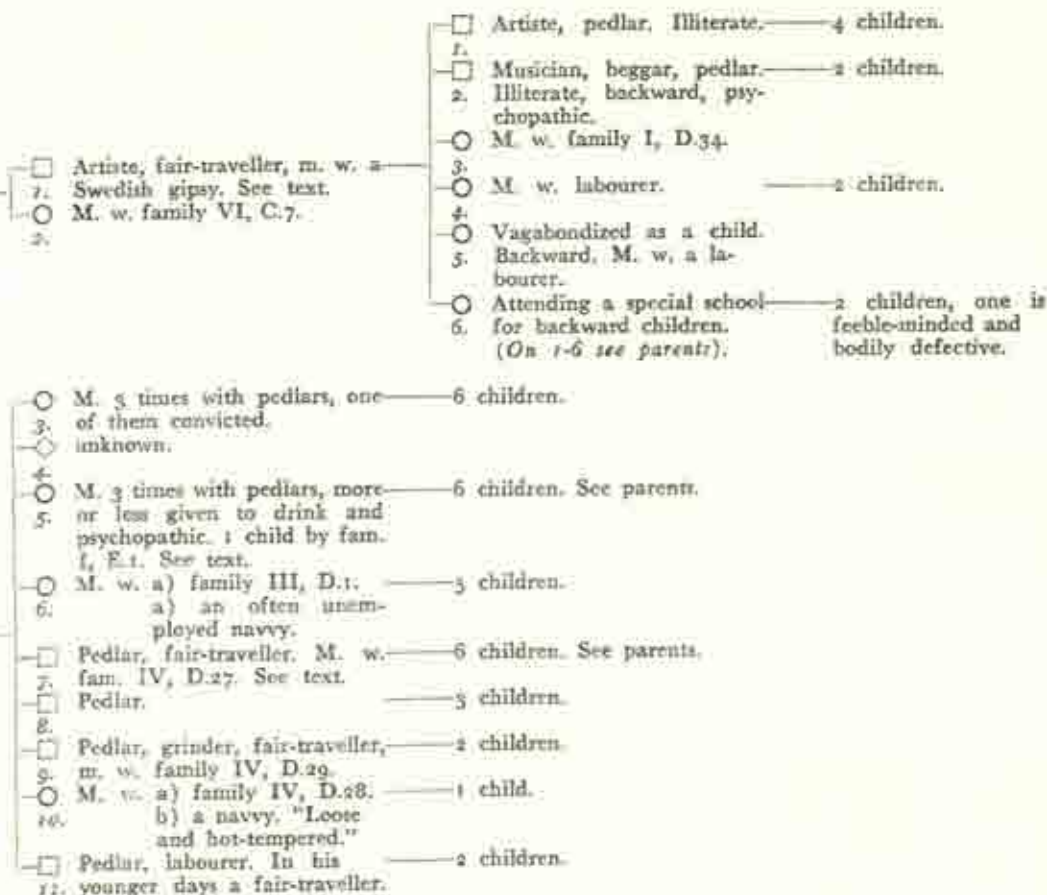 Artiste, pedlar. Illiterate. 4 children.
1.
Musician, beggar, pedlar. 2 children.
2. Illiterate, backward, psy-
chopathic.
M. w. family I, D.34.
3.
M. w. labourer. 2 children.
4.
Vagabondized as a child.
5. Backward. M. w. a la-
bourer.
Attending a special school 2 children, one is
6. for backward children. feeble-minded and
(On 1-6 see parents). bodily defective.
Artiste, fair-traveller, m. w. a
1. Swedish gipsy. See text.
M. w. family VI, C.7.
2.
M. 3 times with pedlars, one 6 children.
3. of them convicted.
unknown.
4.
M. 3 times with pedlars, more 6 children. See parents.
5. or less given to drink and
psychopathic. 1 child by fam.
I, E.1. See text.
M. w. a) family III, D.1. 3 children.
6. a) an often unem-
ployed navvy.
Pedlar, fair-traveller. M. w. 6 children. See parents.
7. fam. IV, D.27. See text.
Pedlar. 3 children.
8.
Pedlar, grinder, fair-traveller, 2 children.
9. m. w. family IV, D.29.
M. w. a) family IV, D.28. 1 child.
10. b) a navvy. "Loose
and hot-tempered."
Pedlar, labourer. In his 2 children.
11. younger days a fair-traveller.